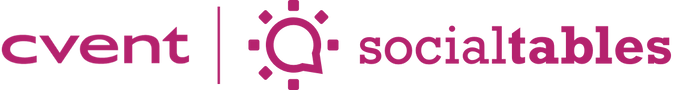 cvent | socialtables